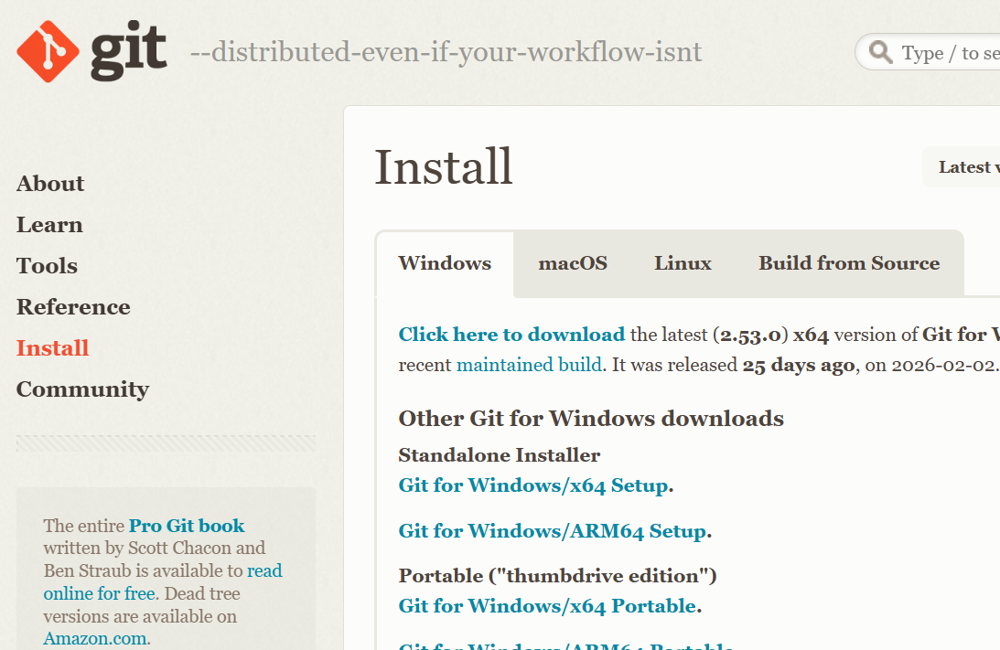 git --distributed-even-if-your-workflow-isnt
Type / to se
About
Learn
Tools
Reference
Install
Community
The entire Pro Git book
written by Scott Chacon and
Ben Straub is available to read
online for free. Dead tree
versions are available on
Amazon.com.
Install
Latest v
Windows macOS Linux Build from Source
Click here to download the latest (2.53.0) x64 version of Git for W
recent maintained build. It was released 25 days ago, on 2026-02-02.
Other Git for Windows downloads
Standalone Installer
Git for Windows/x64 Setup.
Git for Windows/ARM64 Setup.
Portable ("thumbdrive edition")
Git for Windows/x64 Portable.
Git for Windows/ARM64 Portable.